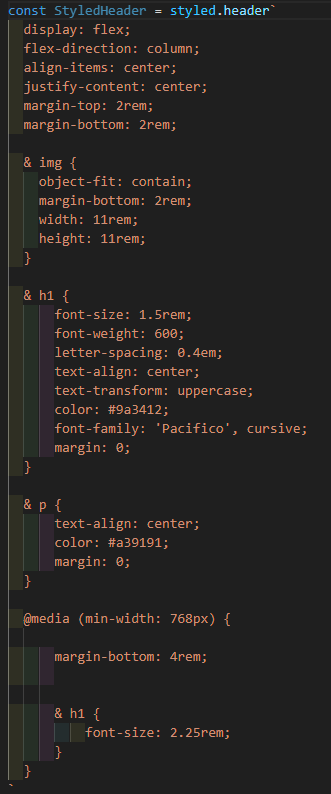 const StyledHeader = styled.header`
display: flex;
flex-direction: column;
align-items: center;
justify-content: center;
margin-top: 2rem;
margin-bottom: 2rem;
& img {
object-fit: contain;
margin-bottom: 2rem;
width: 11rem;
height: 11rem;
}
& h1 {
font-size: 1.5rem;
font-weight: 600;
letter-spacing: 0.4em;
text-align: center;
text-transform: uppercase;
color: #9a3412;
font-family: 'Pacifico', cursive;
margin: 0;
}
& p {
text-align: center;
color: #a39191;
margin: 0;
}
@media (min-width: 768px) {
margin-bottom: 4rem;
& h1 {
font-size: 2.25rem;
}
}
`